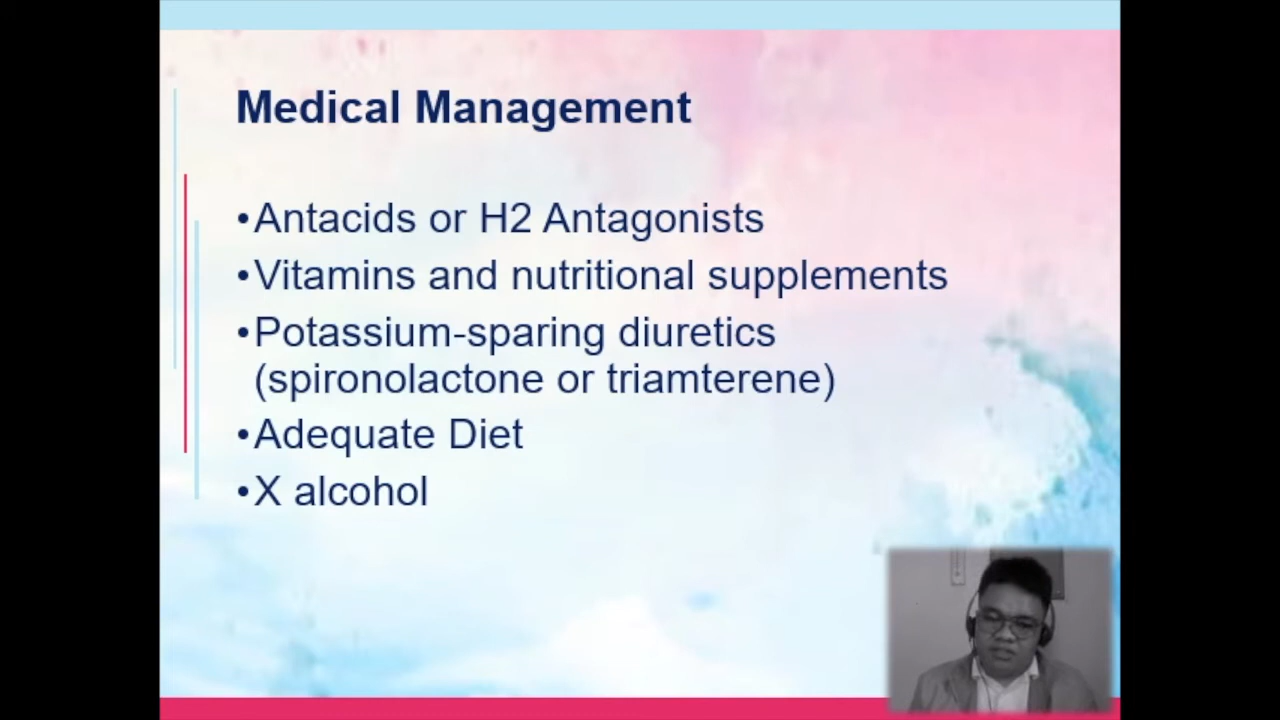 Medical Management
•Antacids or H2 Antagonists
•Vitamins and nutritional supplements
•Potassium-sparing diuretics
(spironolactone or triamterene)
•Adequate Diet
•X alcohol